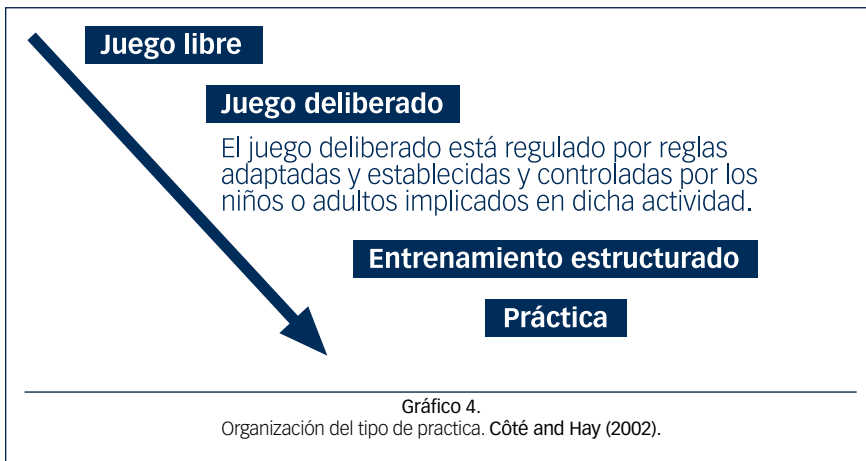 Juego libre
Juego deliberado
El juego deliberado está regulado por reglas
adaptadas y establecidas y controladas por los
niños o adultos implicados en dicha actividad.
Entrenamiento estructurado
Práctica
Gráfico 4.
Organización del tipo de practica. Côté and Hay (2002).